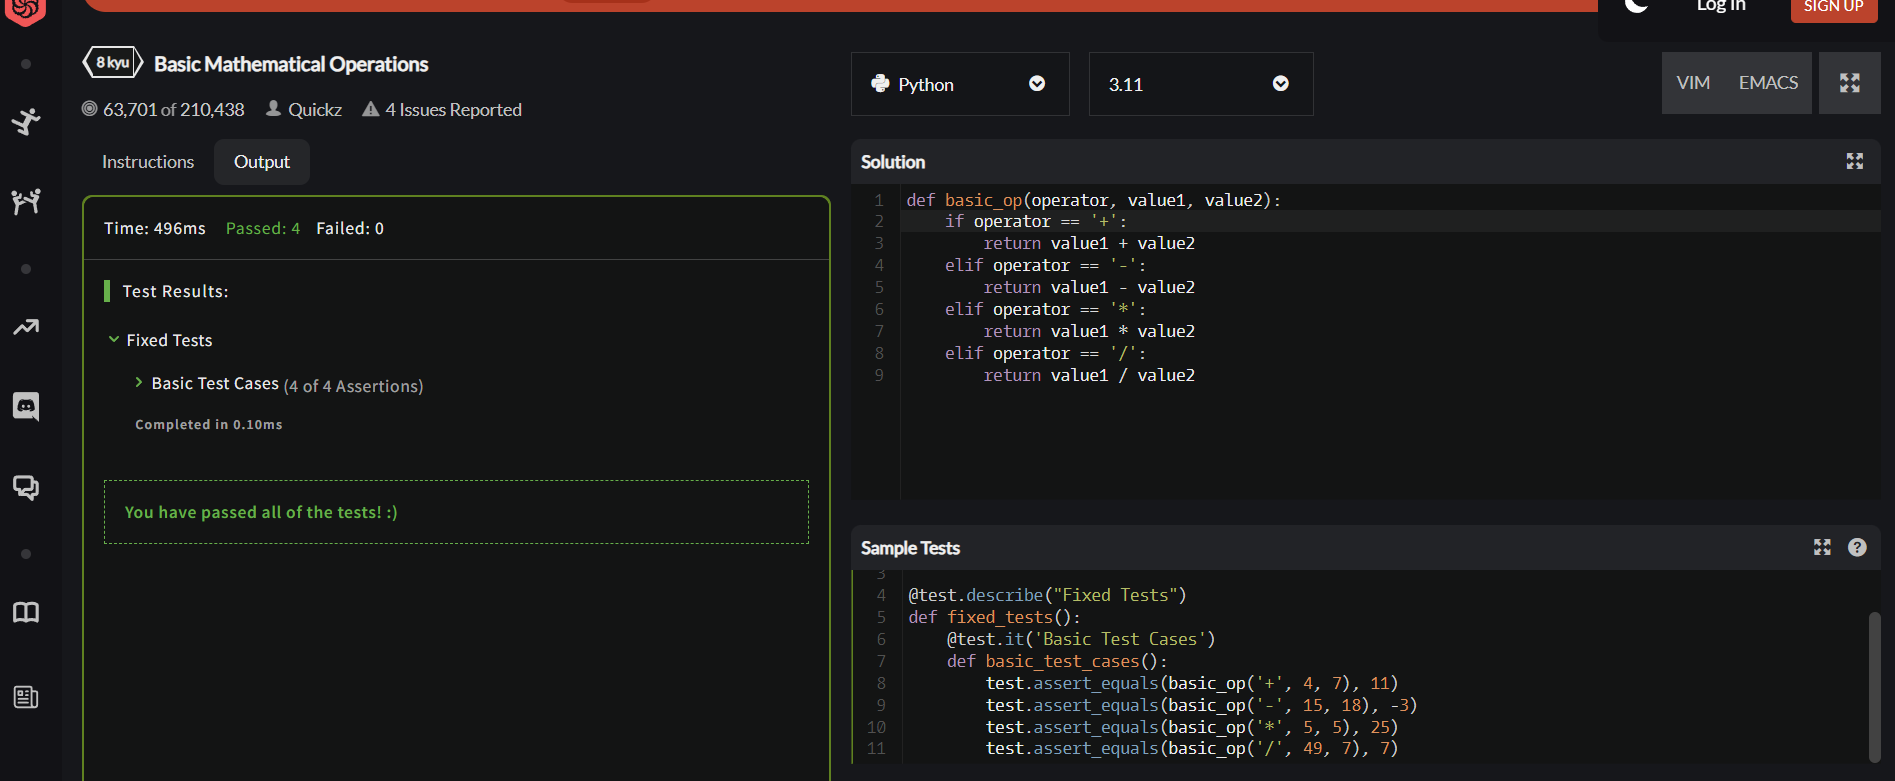 Log In
SIGN UP
8 kyu
Basic Mathematical Operations
63,701 of 210,438
Quickz
4 Issues Reported
Python
3.11
VIM
EMACS
Instructions
Output
Time: 496ms Passed: 4 Failed: 0
Test Results:
Fixed Tests
Basic Test Cases (4 of 4 Assertions)
Completed in 0.10ms
You have passed all of the tests! :)
Solution
1 def basic_op(operator, value1, value2):
2     if operator == '+':
3         return value1 + value2
4     elif operator == '-':
5         return value1 - value2
6     elif operator == '*':
7         return value1 * value2
8     elif operator == '/':
9         return value1 / value2
Sample Tests
3
4 @test.describe("Fixed Tests")
5 def fixed_tests():
6     @test.it('Basic Test Cases')
7     def basic_test_cases():
8         test.assert_equals(basic_op('+', 4, 7), 11)
9         test.assert_equals(basic_op('-', 15, 18), -3)
10         test.assert_equals(basic_op('*', 5, 5), 25)
11         test.assert_equals(basic_op('/', 49, 7), 7)